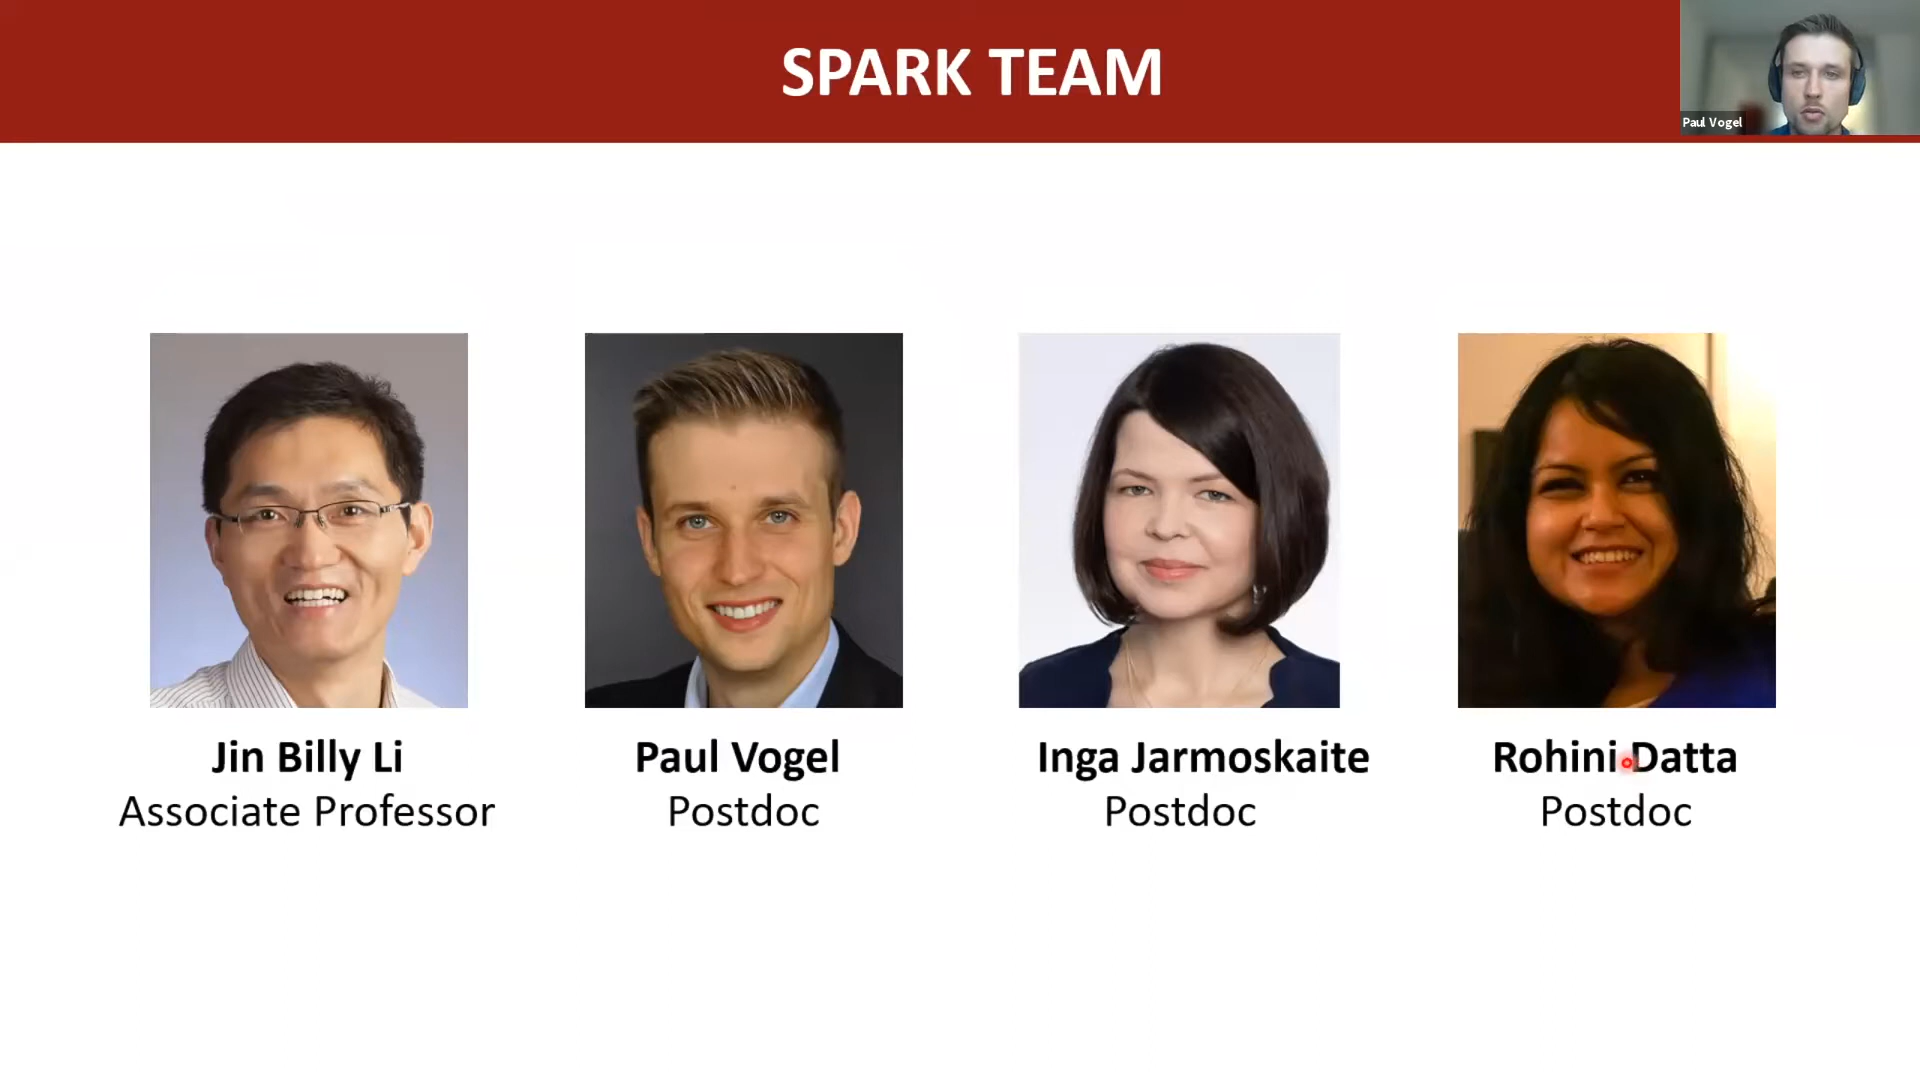 SPARK TEAM
Paul Vogel
Jin Billy Li
Associate Professor
Paul Vogel
Postdoc
Inga Jarmoskaite
Postdoc
Rohini Datta
Postdoc